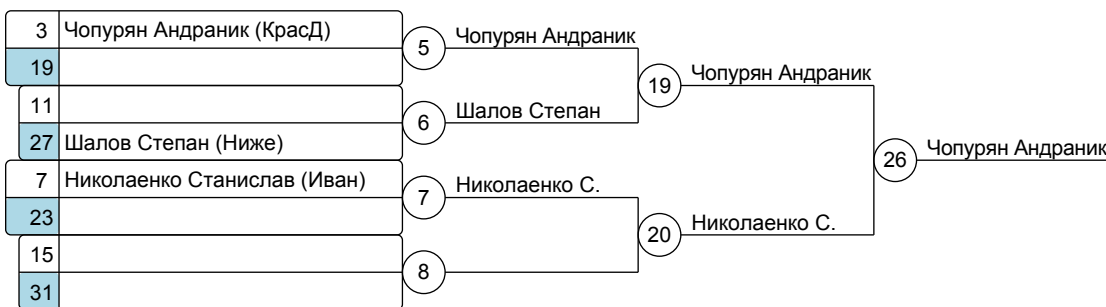 3 Чопурян Андраник (КрасД)
19
11
27 Шалов Степан (Ниже)
7 Николаенко Станислав (Иван)
23
15
31
5 Чопурян Андраник
6 Шалов Степан
7 Николаенко С.
8
19 Чопурян Андраник
20 Николаенко С.
26 Чопурян Андраник